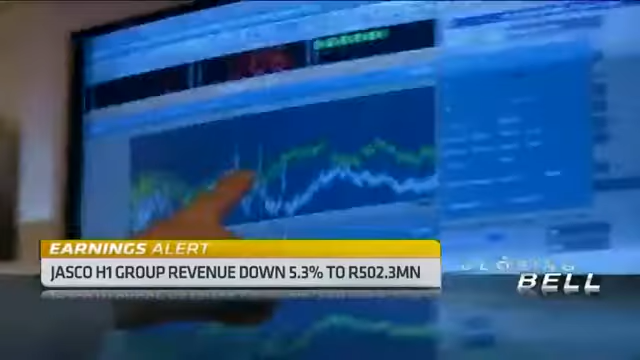 EARNINGS ALERT
JASCO H1 GROUP REVENUE DOWN 5.3% TO R502.3MN
CLOSING
BELL